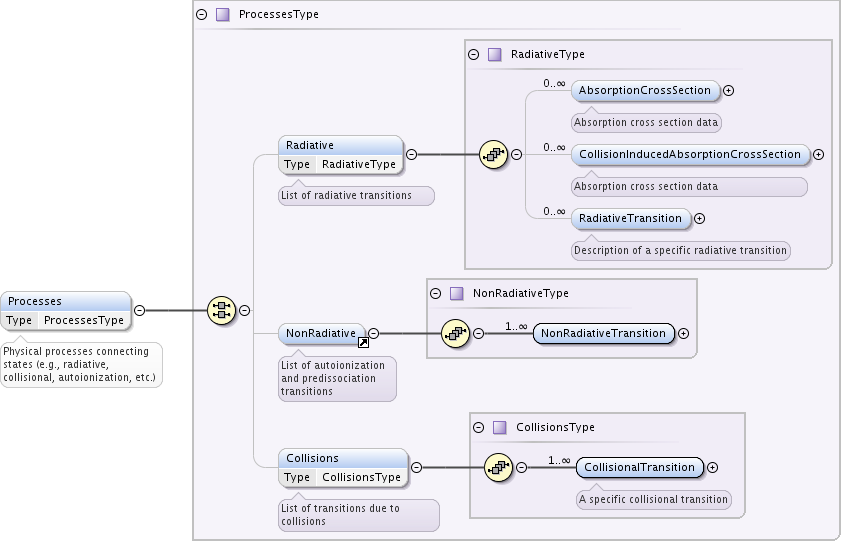 ProcessesType
RadiativeType
0..∞
AbsorptionCrossSection
Absorption cross section data
Radiative
Type RadiativeType
List of radiative transitions
0..∞
CollisionInducedAbsorptionCrossSection
Absorption cross section data
0..∞
RadiativeTransition
Description of a specific radiative transition
Processes
Type ProcessesType
Physical processes connecting
states (e.g., radiative,
collisional, autoionization, etc.)
NonRadiativeType
NonRadiative
1..∞
NonRadiativeTransition
List of autoionization
and predissociation
transitions
CollisionsType
Collisions
Type CollisionsType
List of transitions due to
collisions
1..∞
CollisionalTransition
A specific collisional transition